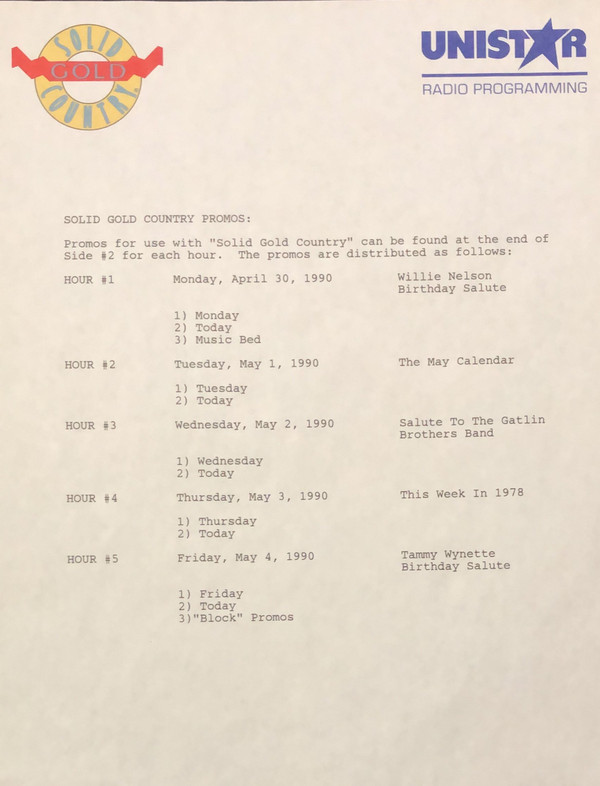 SOLID
GOLD
COUNTRY.
UNISTAR
RADIO PROGRAMMING
SOLID GOLD COUNTRY PROMOS:
Promos for use with "Solid Gold Country" can be found at the end of
Side #2 for each hour.  The promos are distributed as follows:
HOUR #1 Monday, April 30, 1990 Willie Nelson
Birthday Salute
1) Monday
2) Today
3) Music Bed
HOUR #2 Tuesday, May 1, 1990 The May Calendar
1) Tuesday
2) Today
HOUR #3 Wednesday, May 2, 1990 Salute To The Gatlin
Brothers Band
1) Wednesday
2) Today
HOUR #4 Thursday, May 3, 1990 This Week In 1978
1) Thursday
2) Today
HOUR #5 Friday, May 4, 1990 Tammy Wynette
Birthday Salute
1) Friday
2) Today
3)"Block" Promos